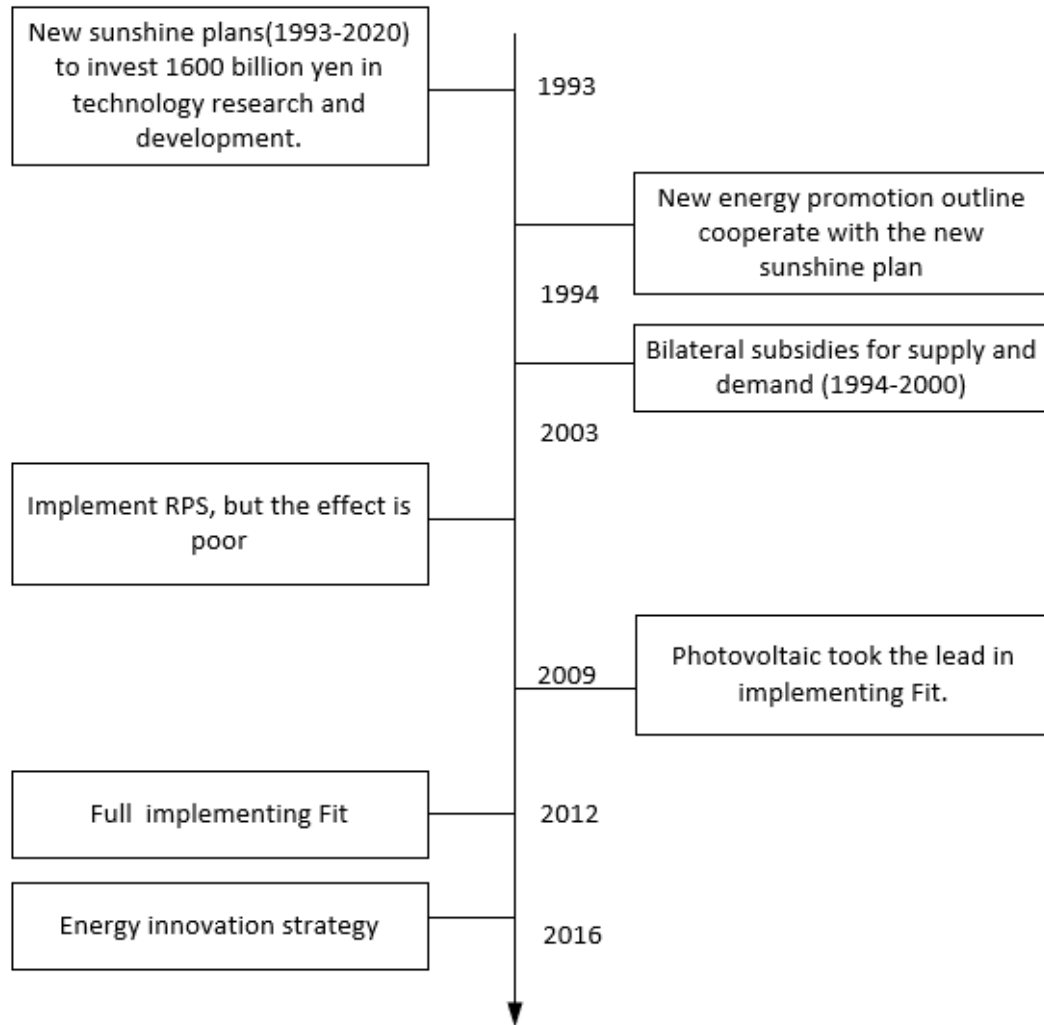 New sunshine plans(1993-2020)
to invest 1600 billion yen in
technology research and
development.
1993
New energy promotion outline
cooperate with the new
sunshine plan
1994
Bilateral subsidies for supply and
demand (1994-2000)
2003
Implement RPS, but the effect is
poor
2009
Photovoltaic took the lead in
implementing Fit.
Full  implementing Fit
2012
Energy innovation strategy
2016